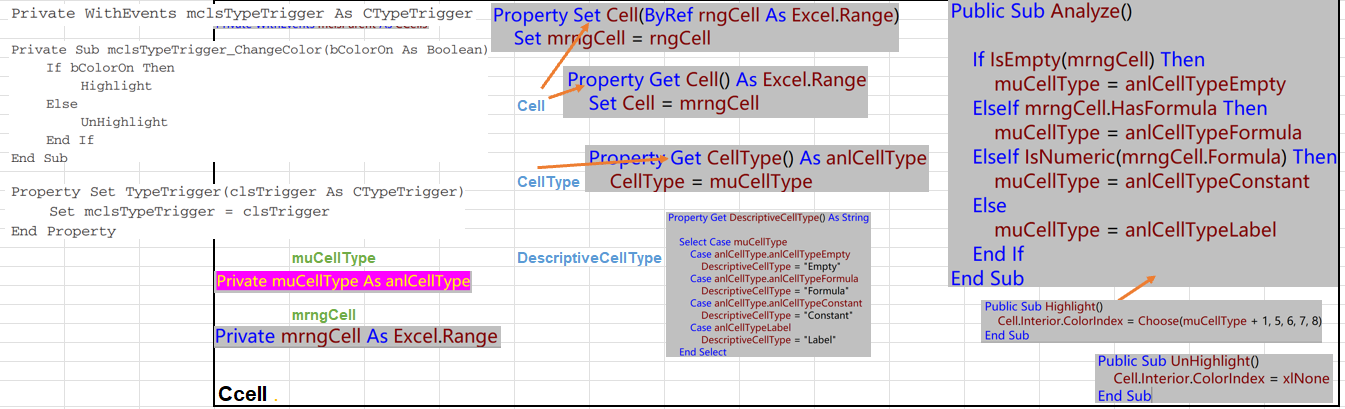 Private WithEvents mclsTypeTrigger As CTypeTrigger
Private Sub mclsTypeTrigger_ChangeColor(bColorOn As Boolean)
If bColorOn Then
Highlight
Else
UnHighlight
End If
End Sub
Property Set TypeTrigger(clsTrigger As CTypeTrigger)
Set mclsTypeTrigger = clsTrigger
End Property
muCellType
Private muCellType As anlCellType
mrngCell
Private mrngCell As Excel.Range
Ccell .
Property Set Cell(ByRef rngCell As Excel.Range)
Set mrngCell = rngCell
Property Get Cell() As Excel.Range
Set Cell = mrngCell
Cell
Property Get CellType() As anlCellType
CellType = muCellType
CellType
Property Get DescriptiveCellType() As String
Select Case muCellType
Case anlCellType.anlCellTypeEmpty
DescriptiveCellType = "Empty"
Case anlCellType.anlCellTypeFormula
DescriptiveCellType = "Formula"
Case anlCellType.anlCellTypeConstant
DescriptiveCellType = "Constant"
Case anlCellTypeLabel
DescriptiveCellType = "Label"
End Select
DescriptiveCellType
Public Sub Analyze()
If IsEmpty(mrngCell) Then
muCellType = anlCellTypeEmpty
ElseIf mrngCell.HasFormula Then
muCellType = anlCellTypeFormula
ElseIf IsNumeric(mrngCell.Formula) Then
muCellType = anlCellTypeConstant
Else
muCellType = anlCellTypeLabel
End If
End Sub
Public Sub Highlight()
Cell.Interior.ColorIndex = Choose(muCellType + 1, 5, 6, 7, 8)
End Sub
Public Sub UnHighlight()
Cell.Interior.ColorIndex = xlNone
End Sub